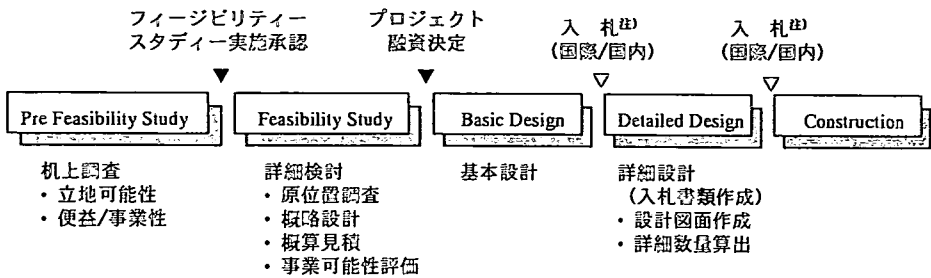 フィージビリティー
スタディー実施承認
プロジェクト
融資決定
入 札注)
(国際/国内)
入 札注)
(国際/国内)
Pre Feasibility Study
Feasibility Study
Basic Design
Detailed Design
Construction
机上調査
・ 立地可能性
・ 便益/事業性
詳細検討
・ 原位置調査
・ 概略設計
・ 概算見積
・ 事業可能性評価
基本設計
詳細設計
(入札書類作成)
・ 設計図面作成
・ 詳細数量算出